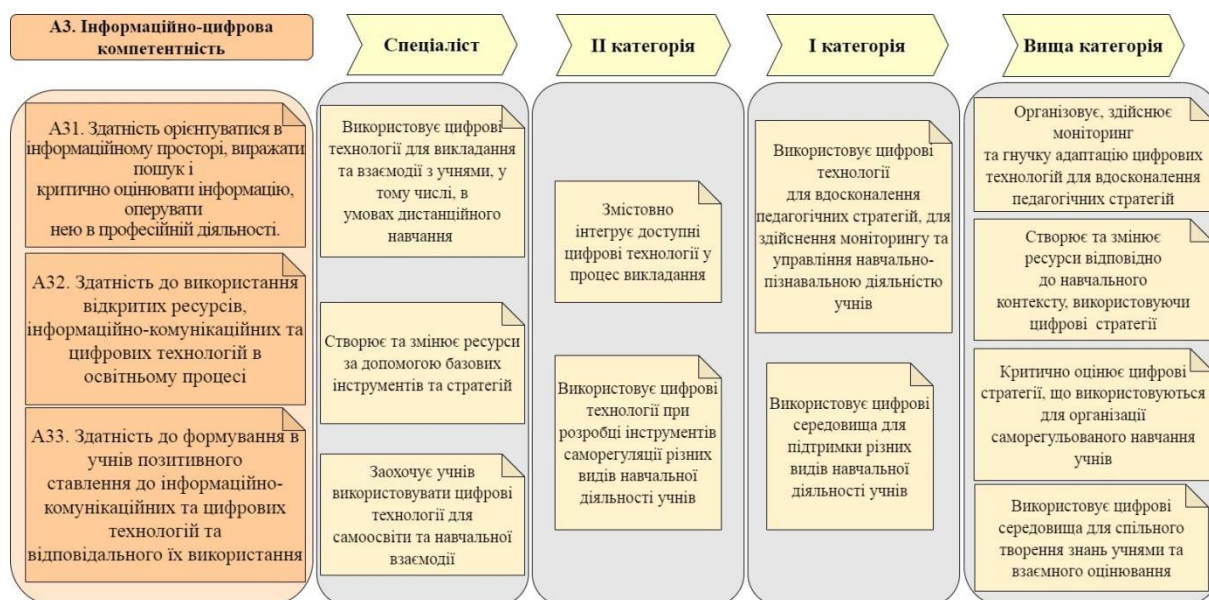 А3. Інформаційно-цифрова
компетентність
А31. Здатність орієнтуватися в
інформаційному просторі, виражати
пошук і
критично оцінювати інформацію,
оперувати
нею в професійній діяльності.
А32. Здатність до використання
відкритих ресурсів,
інформаційно-комунікаційних та
цифрових технологій в
освітньому процесі
А33. Здатність до формування в
учнів позитивного
ставлення до інформаційно-
комунікаційних та цифрових
технологій та
відповідального їх використання
Спеціаліст
Використовує цифрові
технології для викладання
та взаємодії з учнями, у
тому числі, в
умовах дистанційного
навчання
Створює та змінює ресурси
за допомогою базових
інструментів та стратегій
Заохочує учнів
використовувати цифрові
технології для
самоосвіти та навчальної
взаємодії
ІІ категорія
Змістовно
інтегрує доступні
цифрові технології у
процес викладання
Використовує цифрові
технології при
розробці інструментів
саморегуляції різних
видів навчальної
діяльності учнів
І категорія
Використовує цифрові
технології
для вдосконалення
педагогічних стратегій, для
здійснення моніторингу та
управління навчально-
пізнавальною діяльністю
учнів
Використовує цифрові
середовища для
підтримки різних
видів навчальної
діяльності учнів
Вища категорія
Організовує, здійснює
моніторинг
та гнучку адаптацію цифрових
технологій для вдосконалення
педагогічних стратегій
Створює та змінює
ресурси відповідно
до навчального
контексту, використовуючи
цифрові стратегії
Критично оцінює цифрові
стратегії, що використовуються
для організації
саморегульованого навчання
учнів
Використовує цифрові
середовища для спільного
творення знань учнями та
взаємного оцінювання